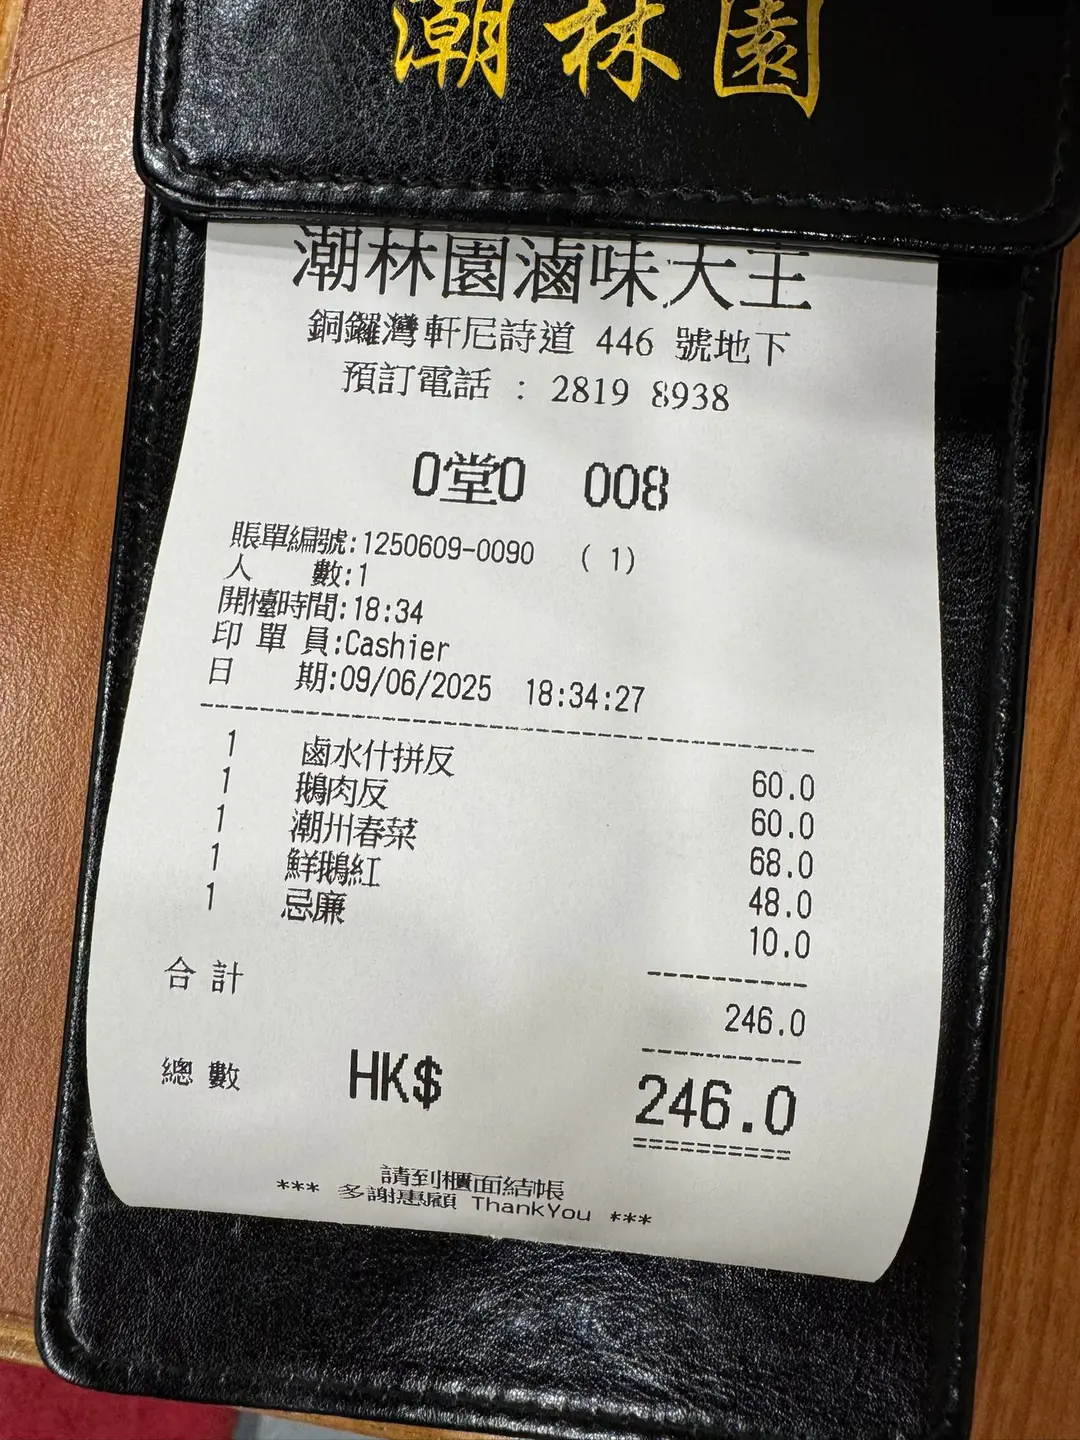 潮林園
潮林園滷味大王
銅鑼灣軒尼詩道 446 號地下
預訂電話 : 2819 8938
0堂0 008
賬單編號:1250609-0090 ( 1)
人 數:1
開檯時間:18:34
印 單 員:Cashier
日 期:09/06/2025 18:34:27
1 鹵水什拼反 60.0
1 鵝肉反 60.0
1 潮州春菜 68.0
1 鮮鵝紅 48.0
1 忌廉 10.0
合 計 246.0
總 數 HK$ 246.0
請到櫃面結帳
*** 多謝惠顧 ThankYou ***